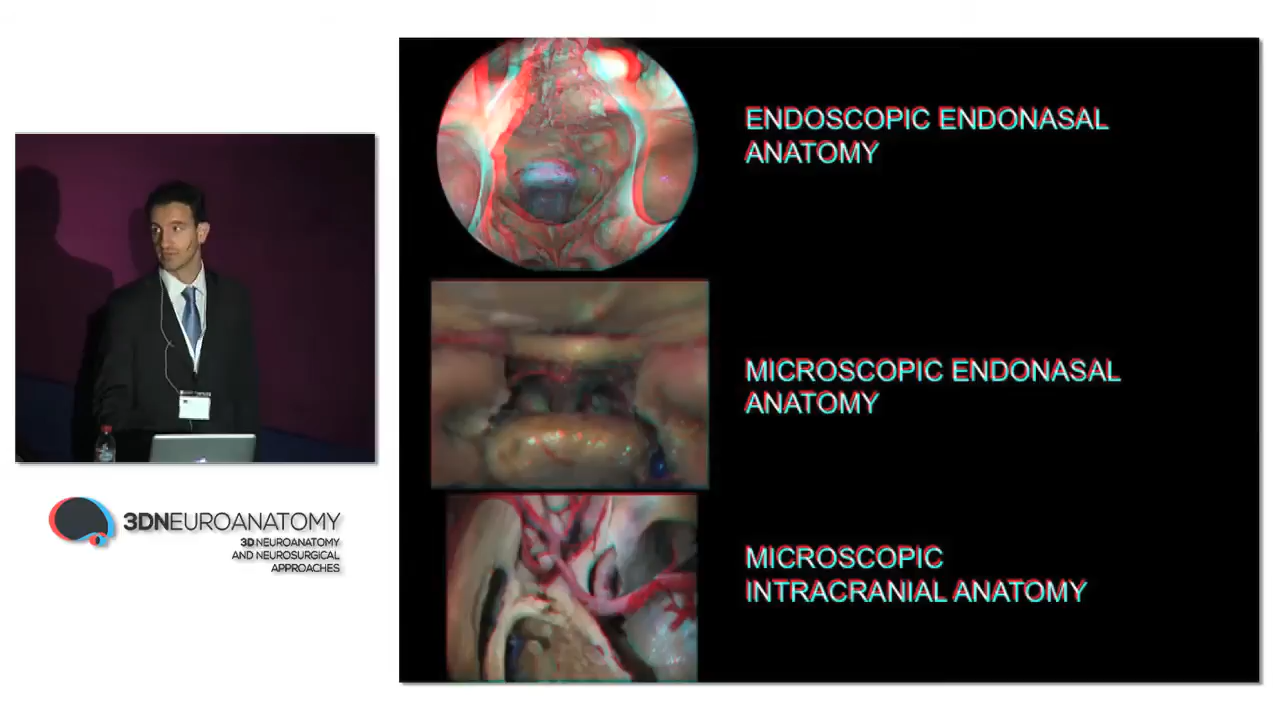 ENDOSCOPIC ENDONASAL
ANATOMY
MICROSCOPIC ENDONASAL
ANATOMY
MICROSCOPIC
INTRACRANIAL ANATOMY
3DNEUROANATOMY
3D NEUROANATOMY
AND NEUROSURGICAL
APPROACHES